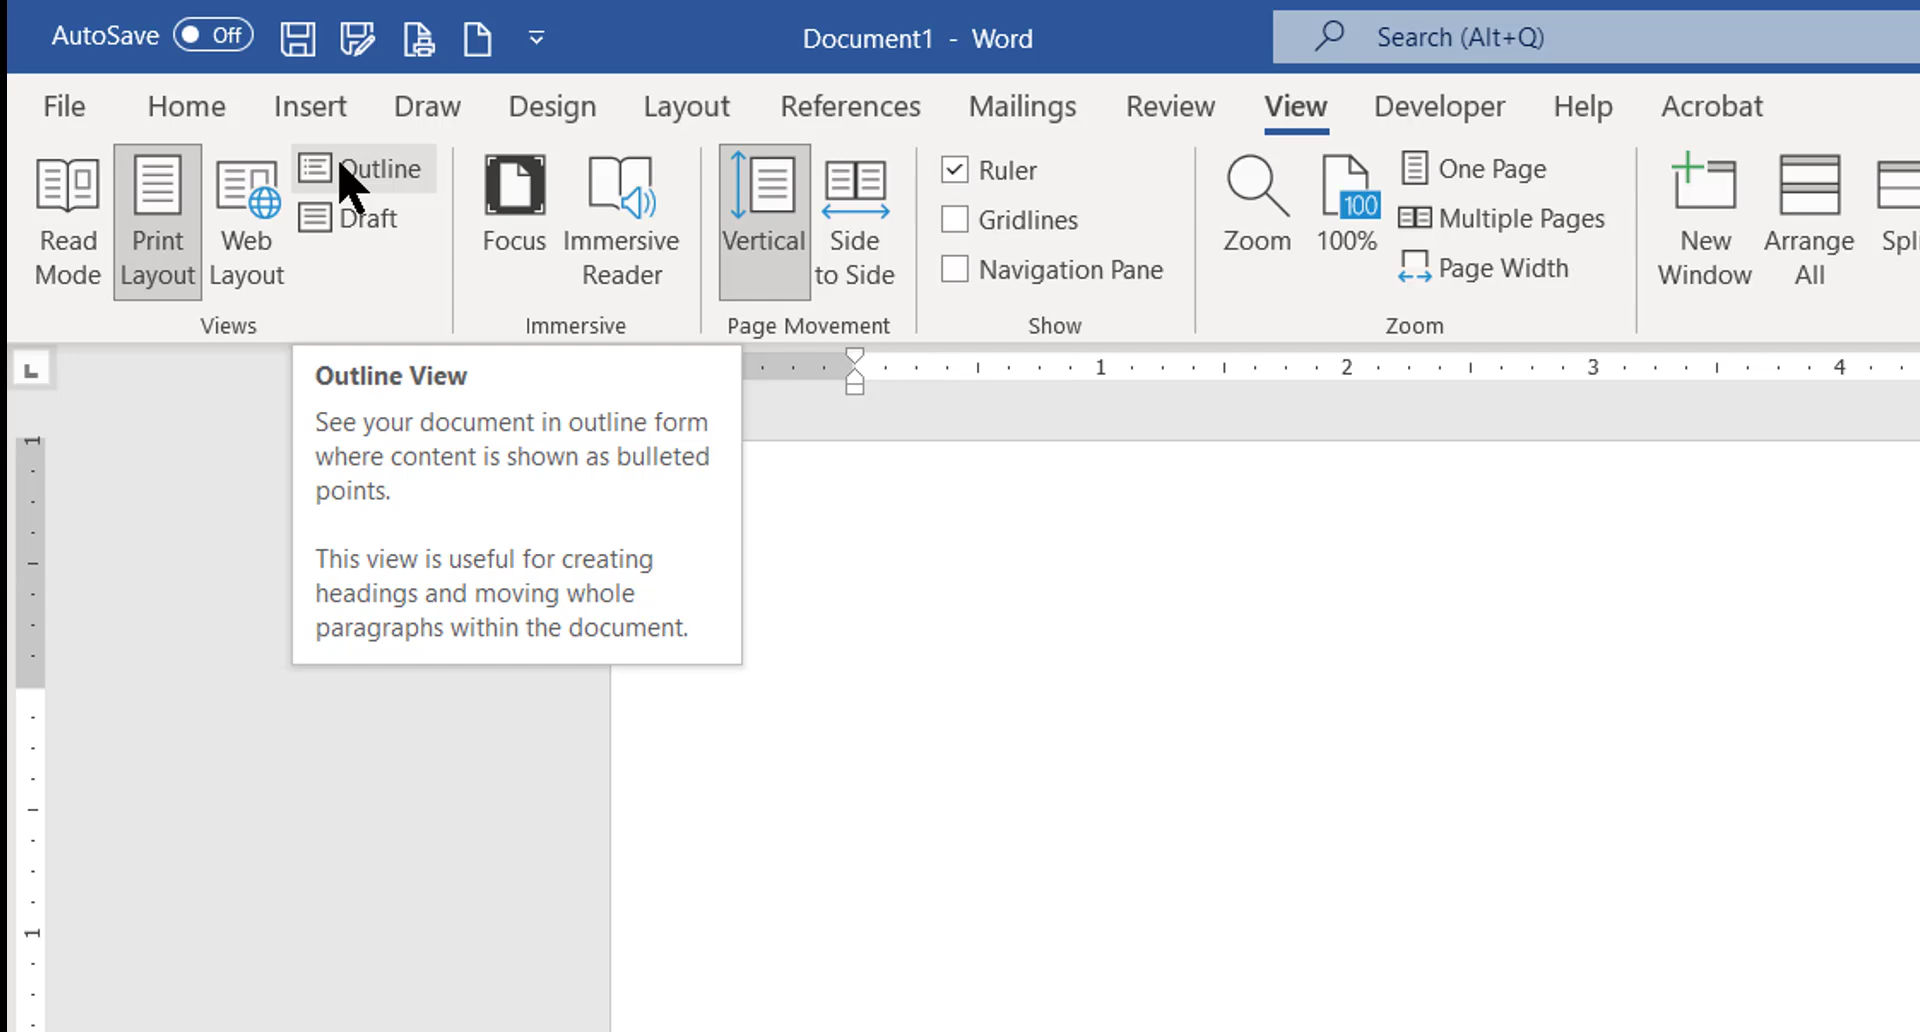 AutoSave Off
Document1 - Word
Search (Alt+Q)
File Home Insert Draw Design Layout References Mailings Review View Developer Help Acrobat
Read Mode
Print Layout
Web Layout
Outline
Draft
Views
Focus
Immersive Reader
Immersive
Vertical
Side to Side
Page Movement
Ruler
Gridlines
Navigation Pane
Show
Zoom
100
100%
One Page
Multiple Pages
Page Width
Zoom
New Window
Arrange All
Spli
L
1 2 3 4
Outline View
See your document in outline form
where content is shown as bulleted
points.
This view is useful for creating
headings and moving whole
paragraphs within the document.
1
1